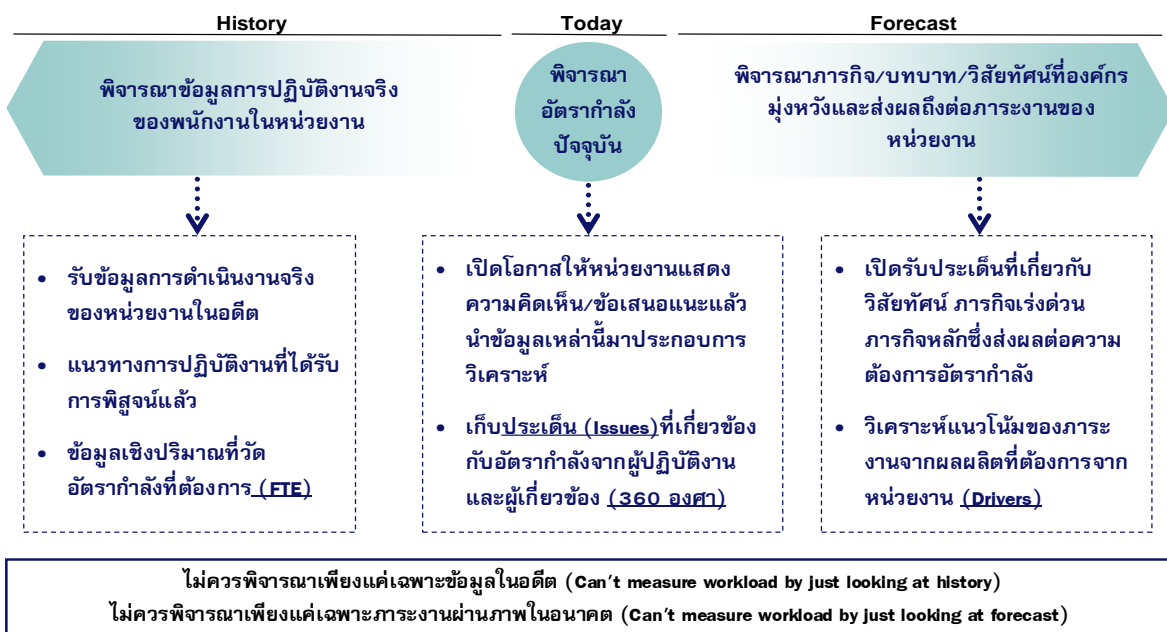 History
Today
Forecast
พิจารณาข้อมูลการปฏิบัติงานจริง
ของพนักงานในหน่วยงาน
พิจารณา
อัตรากำลัง
ปัจจุบัน
พิจารณาภารกิจ/บทบาท/วิสัยทัศน์ที่องค์กร
มุ่งหวังและส่งผลถึงต่อภาระงานของ
หน่วยงาน
• รับข้อมูลการดำเนินงานจริง
ของหน่วยงานในอดีต
• แนวทางการปฏิบัติงานที่ได้รับ
การพิสูจน์แล้ว
• ข้อมูลเชิงปริมาณที่วัด
อัตรากำลังที่ต้องการ (FTE)
• เปิดโอกาสให้หน่วยงานแสดง
ความคิดเห็น/ข้อเสนอแนะแล้ว
นำข้อมูลเหล่านี้มาประกอบการ
วิเคราะห์
• เก็บประเด็น (Issues)ที่เกี่ยวข้อง
กับอัตรากำลังจากผู้ปฏิบัติงาน
และผู้เกี่ยวข้อง (360 องศา)
• เปิดรับประเด็นที่เกี่ยวกับ
วิสัยทัศน์ ภารกิจเร่งด่วน
ภารกิจหลักซึ่งส่งผลต่อความ
ต้องการอัตรากำลัง
• วิเคราะห์แนวโน้มของภาระ
งานจากผลผลิตที่ต้องการจาก
หน่วยงาน (Drivers)
ไม่ควรพิจารณาเพียงแค่เฉพาะข้อมูลในอดีต (Can't measure workload by just looking at history)
ไม่ควรพิจารณาเพียงแค่เฉพาะภาระงานผ่านภาพในอนาคต (Can't measure workload by just looking at forecast)